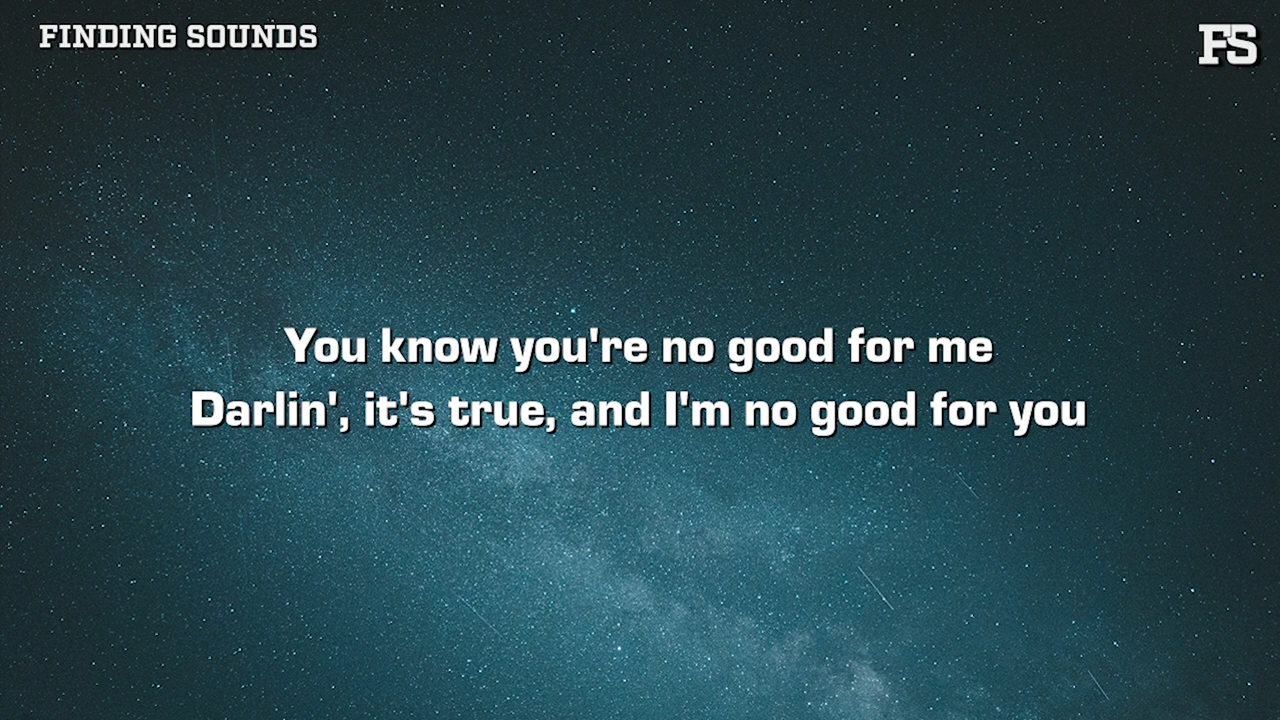 FINDING SOUNDS
FS
You know you're no good for me
Darlin', it's true, and I'm no good for you